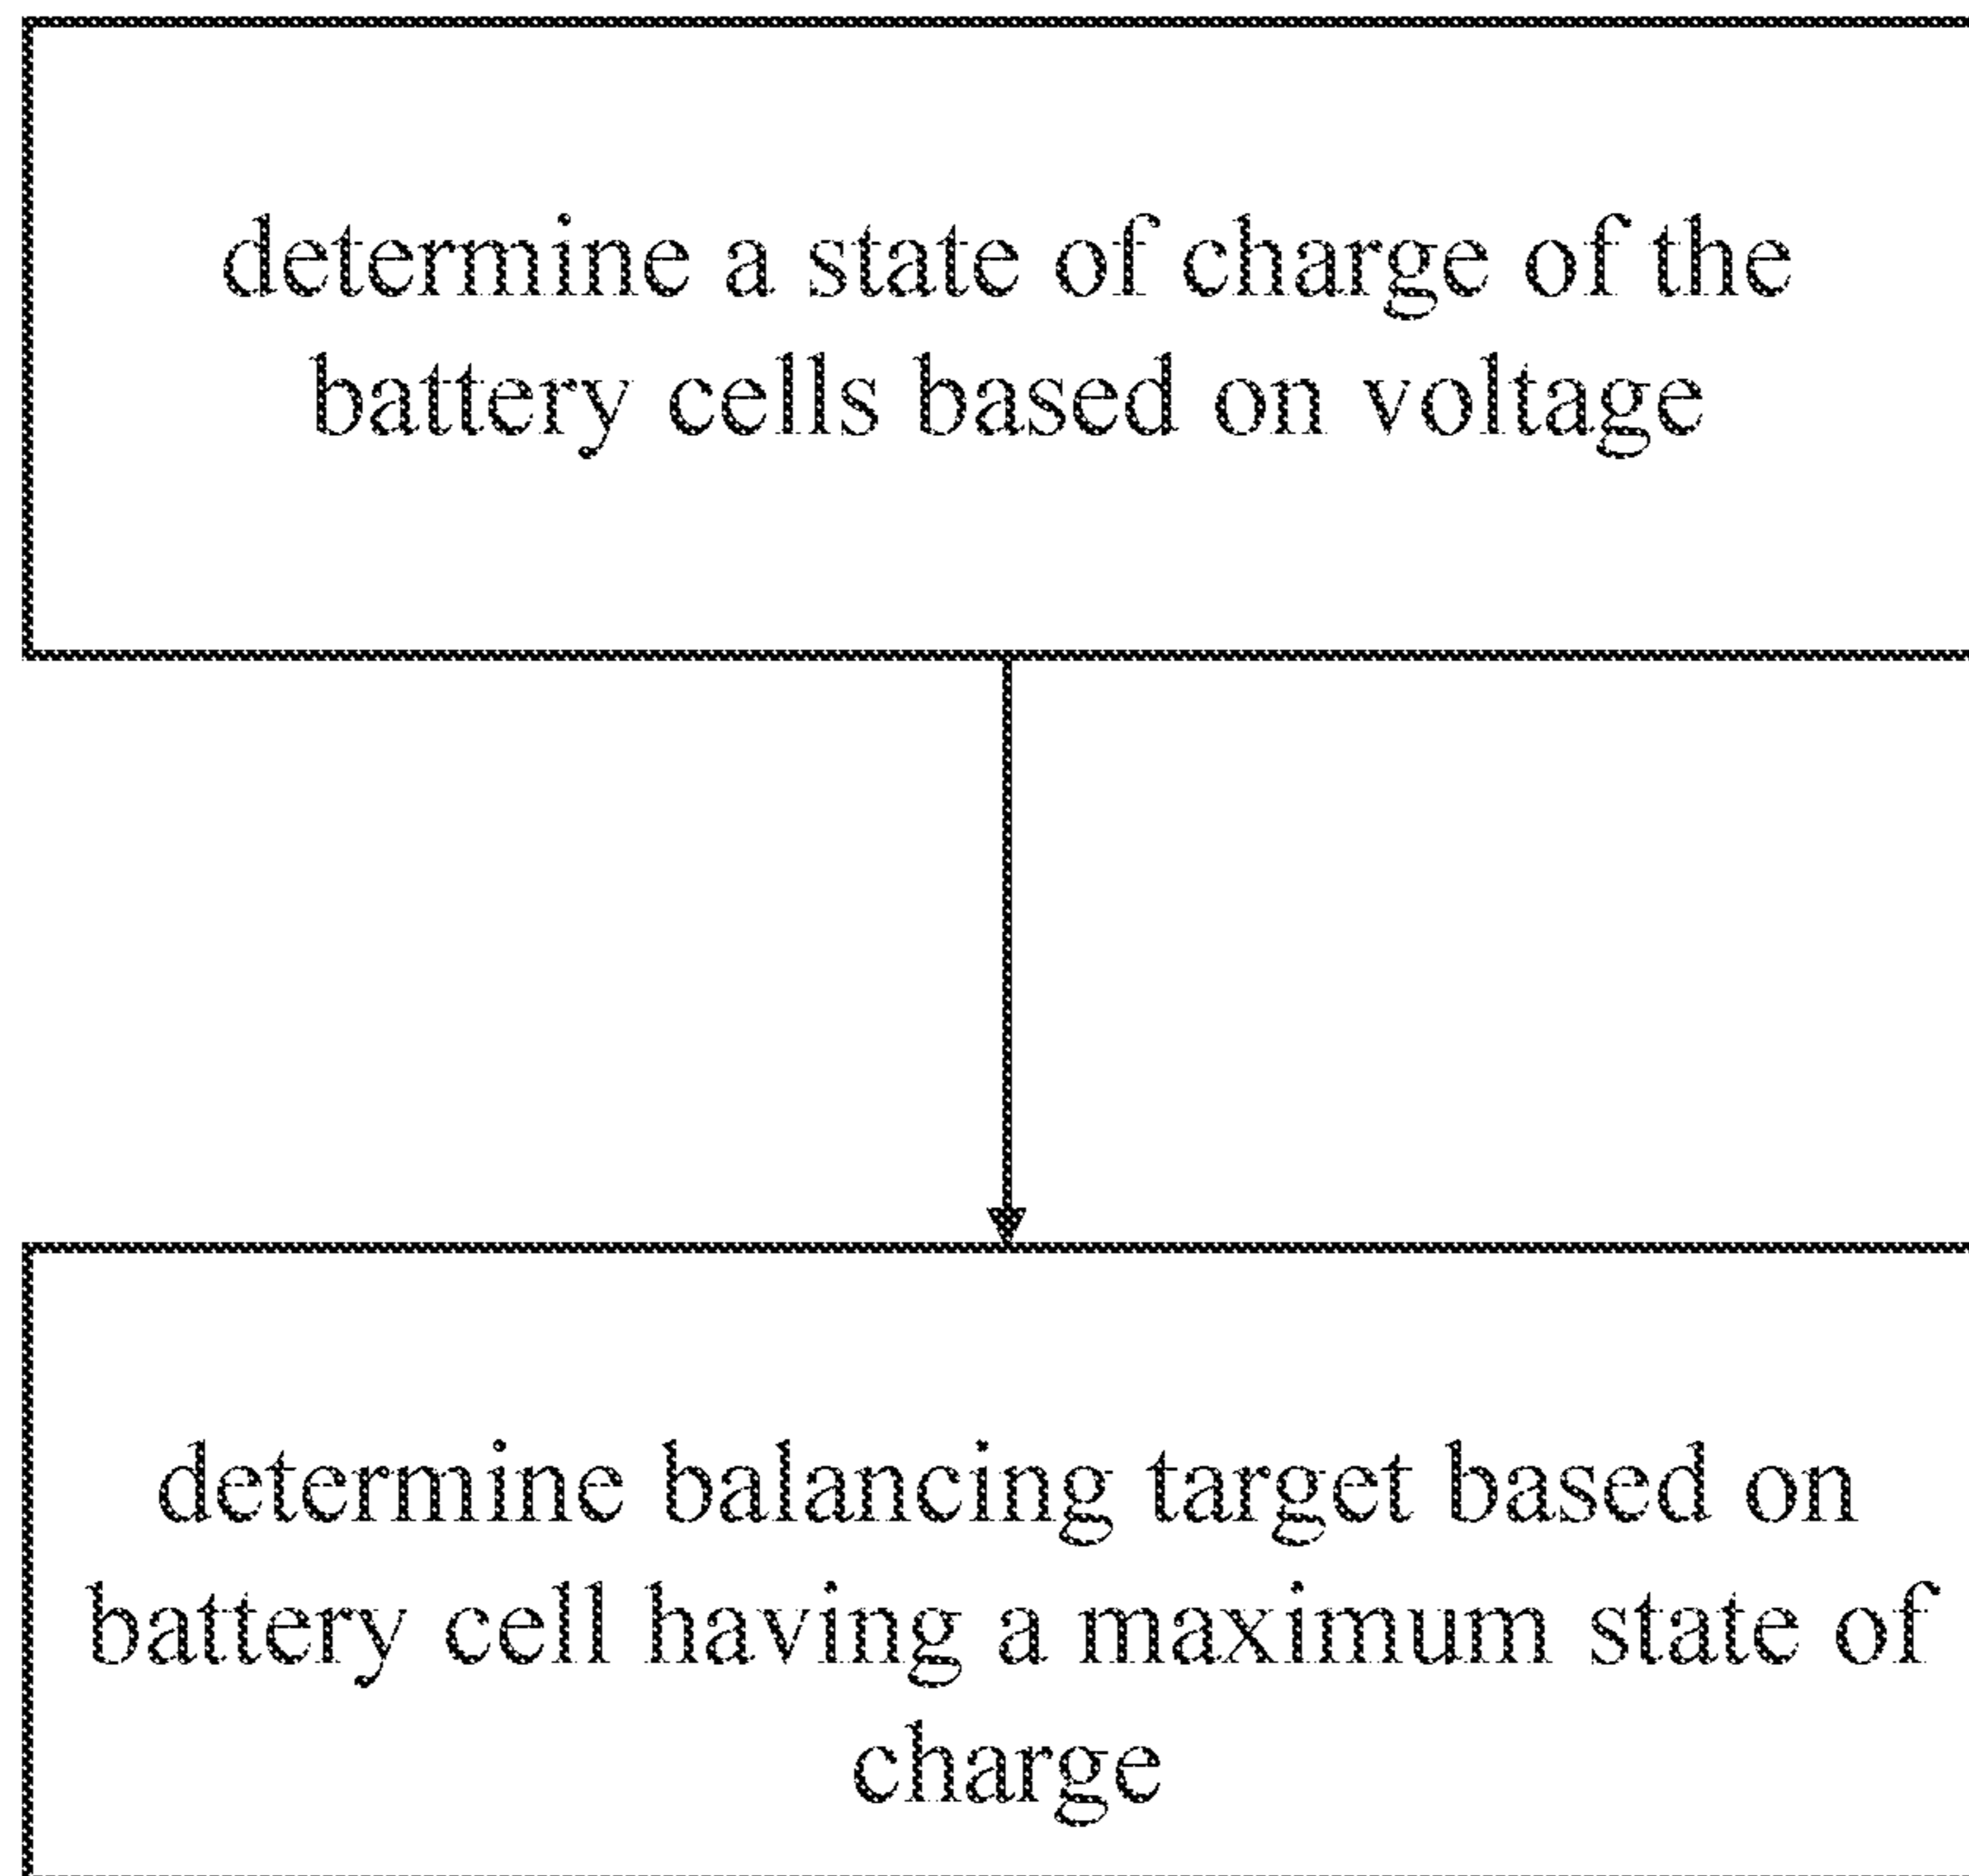 determine a state of charge of the
battery cells based on voltage
determine balancing target based on
battery cell having a maximum state of
charge